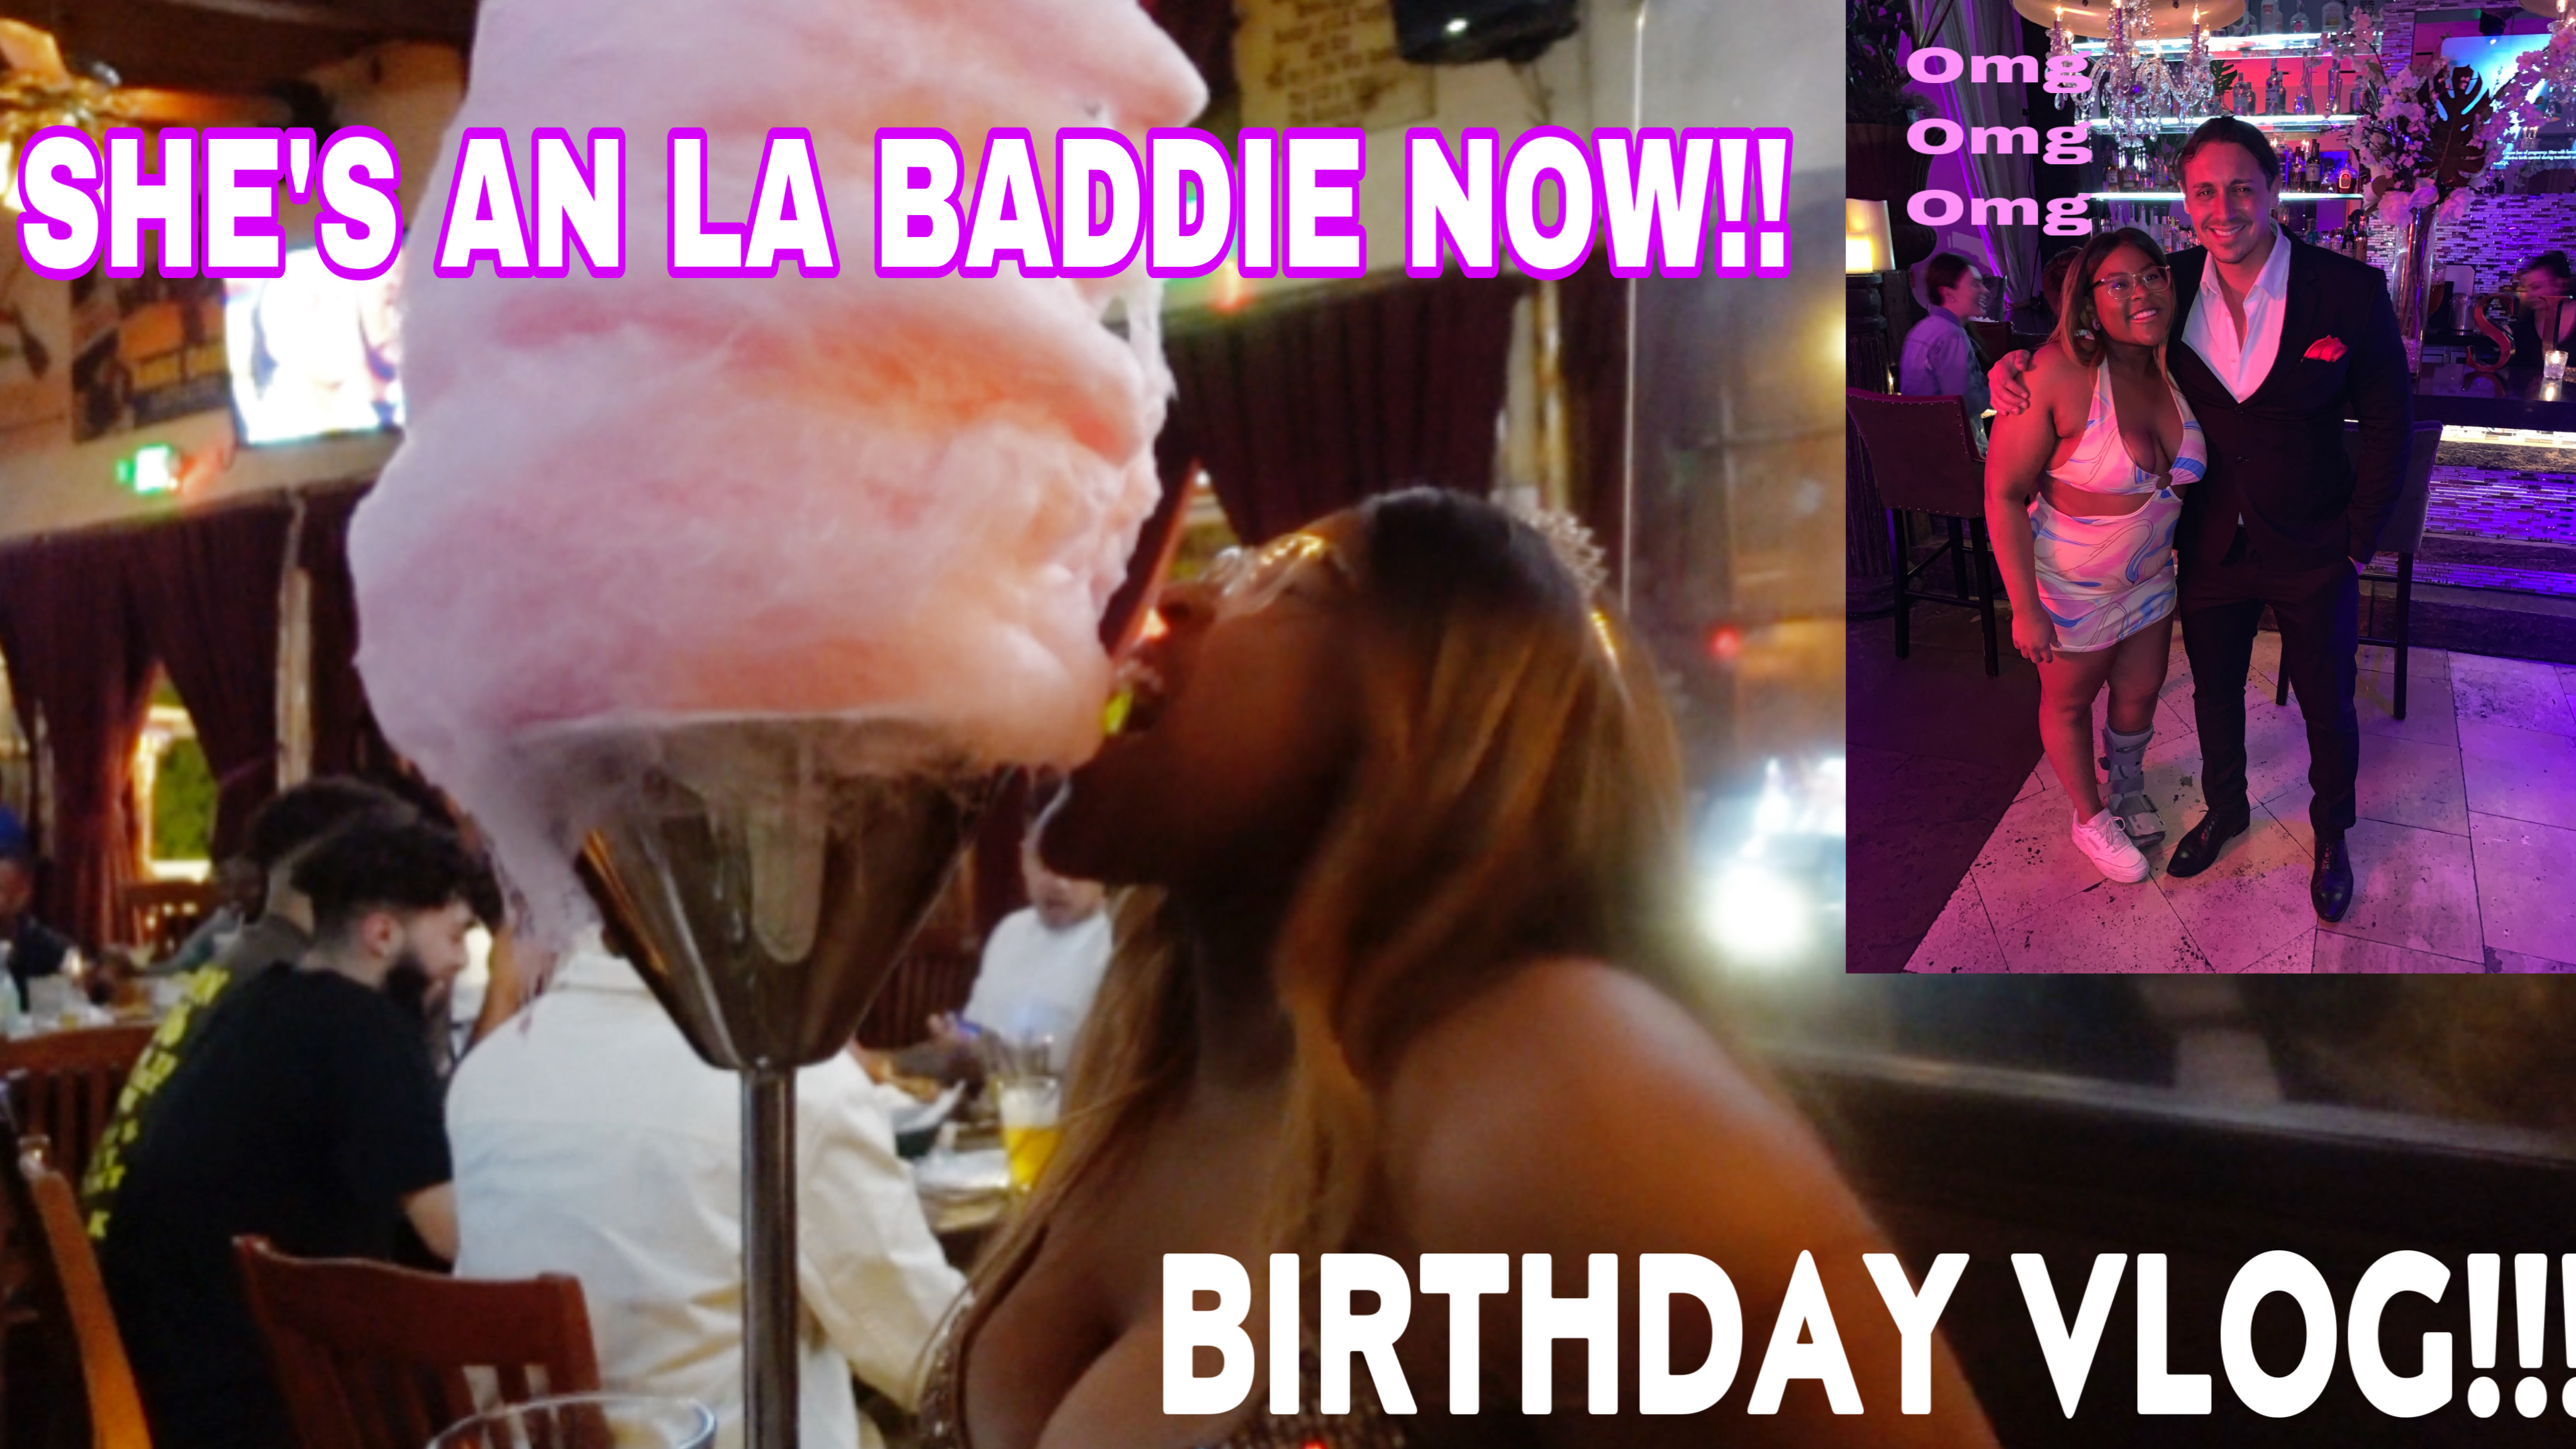 SHE'S AN LA BADDIE NOW!!
Omg
Omg
Omg
BIRTHDAY VLOG!!!